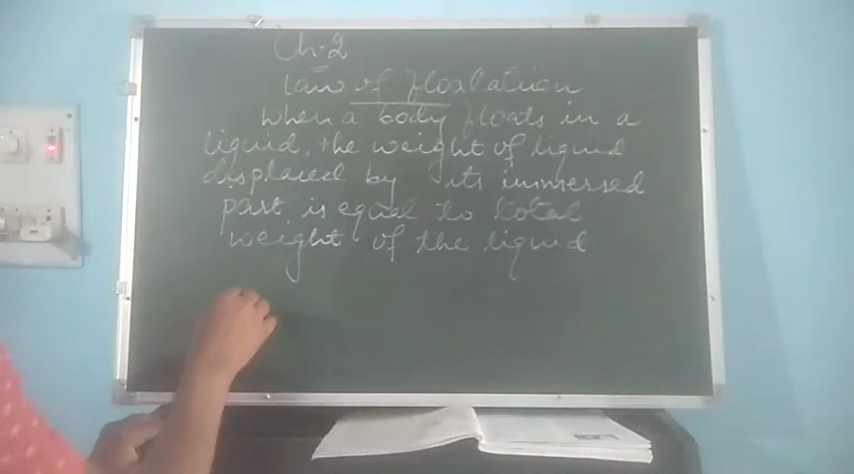 Ch-2
Law of floatation
When a body floats in a
liquid, the weight of liquid
displaced by its immersed
part is equal to total
weight of the liquid